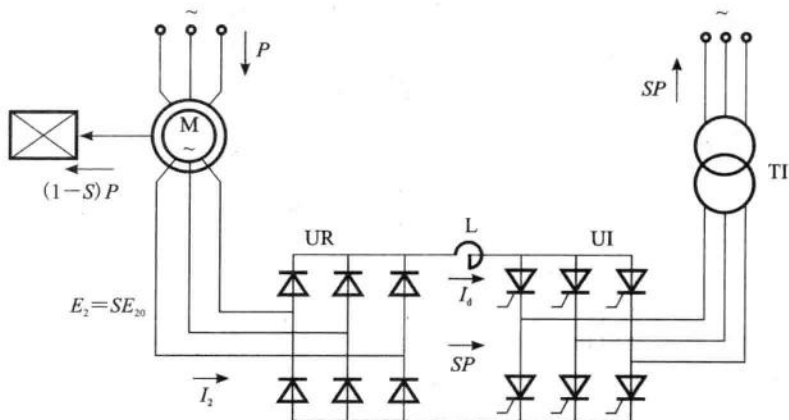 ~
P
M
~
(1−S)P
UR
L
UI
I_d
E₂=SE₂₀
I₂
SP
~
SP
TI